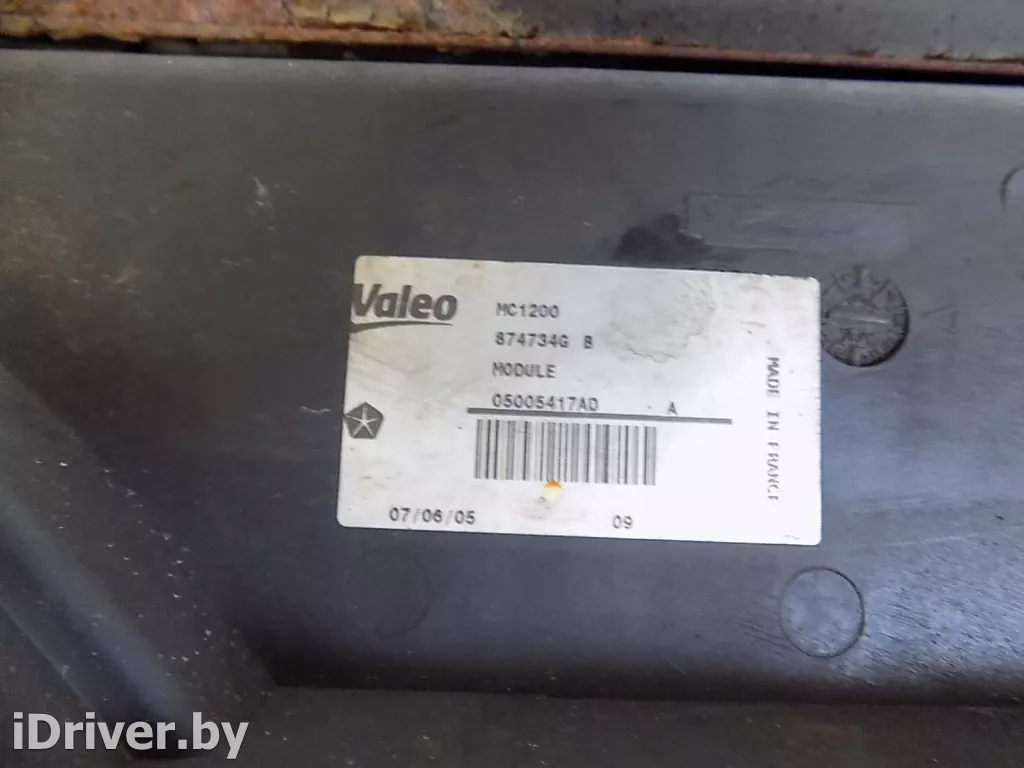 Valeo MC1200
874734G B
MODULE
05005417AD A
MADE IN FRANCE
07/06/05 09
iDriver.by